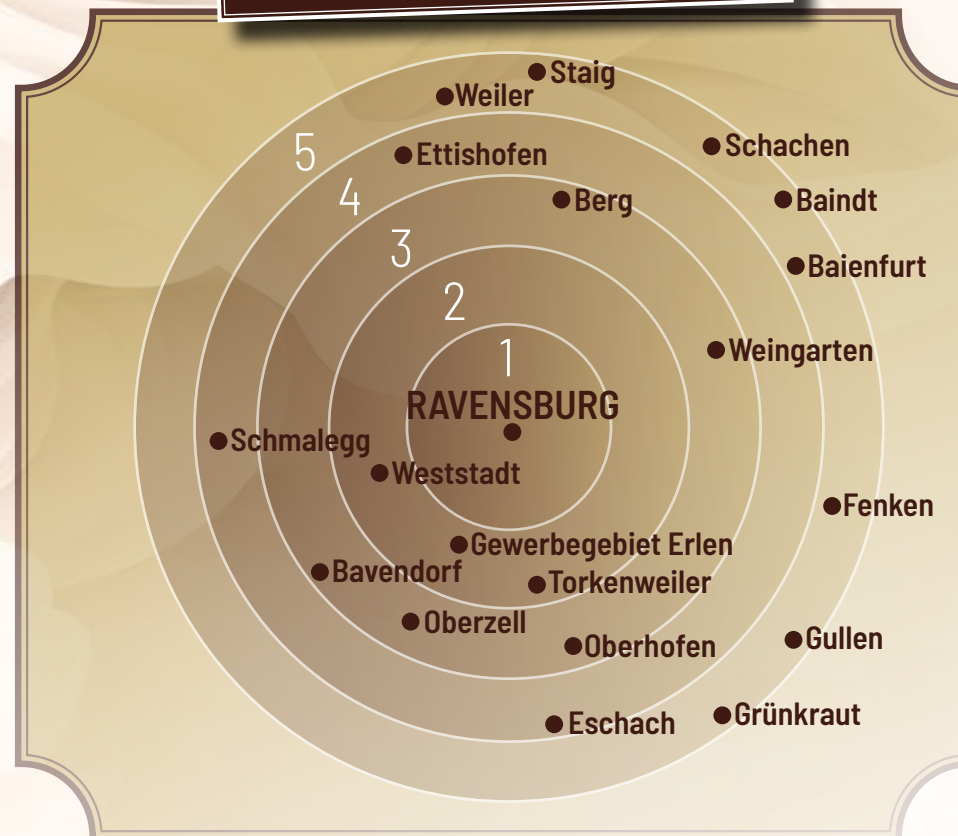 Staig
Weiler
5
Schachen
Ettishofen
4
Berg
Baindt
3
Baienfurt
2
Weingarten
1
RAVENSBURG
Schmalegg
Weststadt
Fenken
Gewerbegebiet Erlen
Bavendorf
Torkenweiler
Oberzell
Gullen
Oberhofen
Grünkraut
Eschach